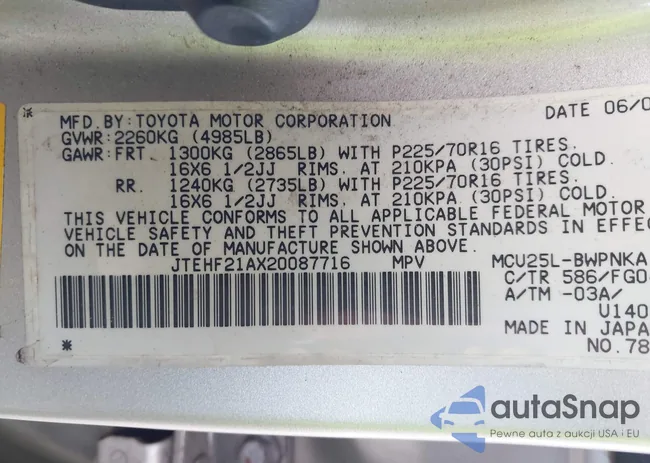 MFD.BY:TOYOTA MOTOR CORPORATION DATE 06/0
GVWR:2260KG (4985LB)
GAWR:FRT. 1300KG (2865LB) WITH P225/70R16 TIRES.
16X6 1/2JJ RIMS. AT 210KPA (30PSI) COLD.
RR. 1240KG (2735LB) WITH P225/70R16 TIRES.
16X6 1/2JJ RIMS. AT 210KPA (30PSI) COLD.
THIS VEHICLE CONFORMS TO ALL APPLICABLE FEDERAL MOTOR
VEHICLE SAFETY AND THEFT PREVENTION STANDARDS IN EFFEC
ON THE DATE OF MANUFACTURE SHOWN ABOVE.
JTEHF21AX20087716 MPV MCU25L-BWPNKA
C/TR 586/FG0
A/TM -03A/
U140
MADE IN JAPA
NO.78
autoSnap
Pewne auta z aukcji USA i EU